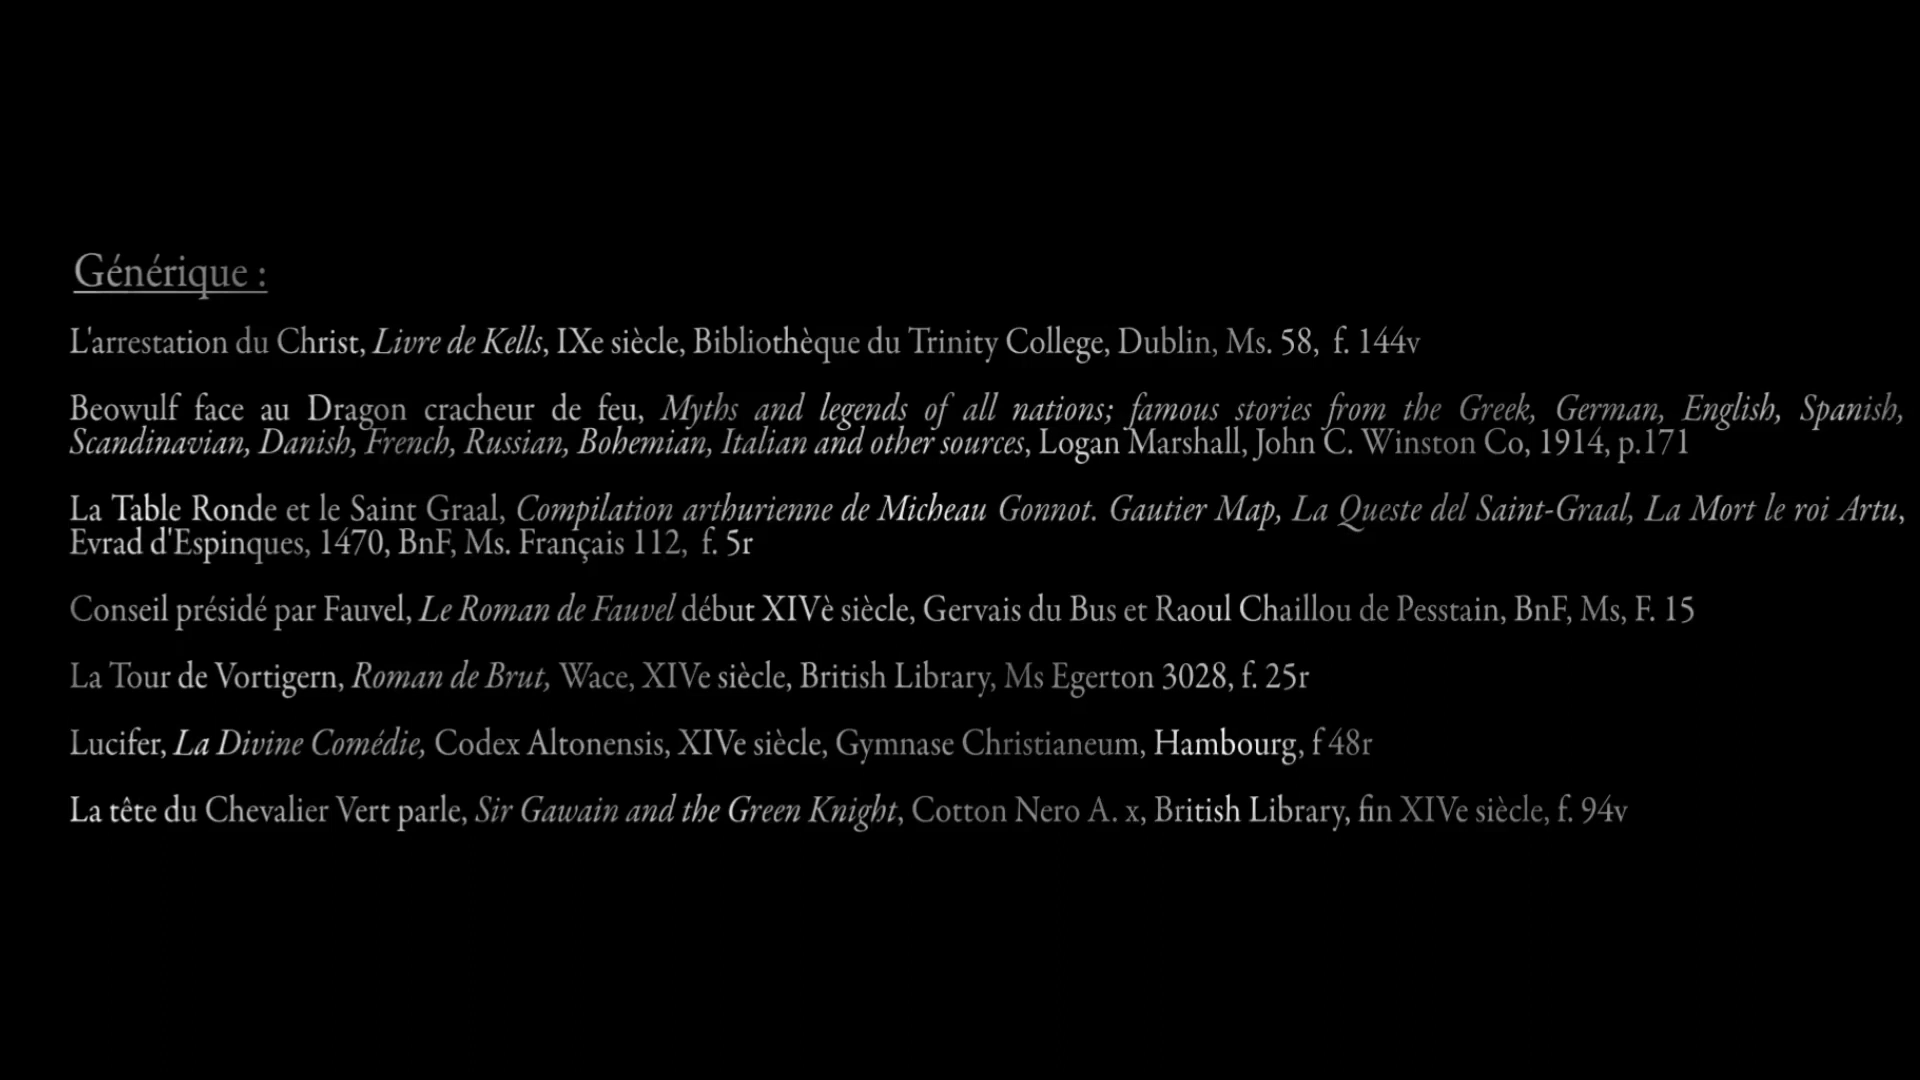 Générique :
L'arrestation du Christ, Livre de Kells, IXe siècle, Bibliothèque du Trinity College, Dublin, Ms. 58, f. 144v
Beowulf face au Dragon cracheur de feu, Myths and legends of all nations; famous stories from the Greek, German, English, Spanish,
Scandinavian, Danish, French, Russian, Bohemian, Italian and other sources, Logan Marshall, John C. Winston Co, 1914, p.171
La Table Ronde et le Saint Graal, Compilation arthurienne de Micheau Gonnot. Gautier Map, La Queste del Saint-Graal, La Mort le roi Artu,
Evrad d'Espinques, 1470, BnF, Ms. Français 112, f. 5r
Conseil présidé par Fauvel, Le Roman de Fauvel début XIVè siècle, Gervais du Bus et Raoul Chaillou de Pesstain, BnF, Ms, F. 15
La Tour de Vortigern, Roman de Brut, Wace, XIVe siècle, British Library, Ms Egerton 3028, f. 25r
Lucifer, La Divine Comédie, Codex Altonensis, XIVe siècle, Gymnase Christianeum, Hambourg, f 48r
La tête du Chevalier Vert parle, Sir Gawain and the Green Knight, Cotton Nero A. x, British Library, fin XIVe siècle, f. 94v